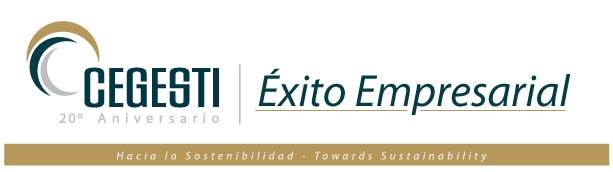 CEGESTI
20º Aniversario
Éxito Empresarial
Hacia la Sostenibilidad - Towards Sustainability